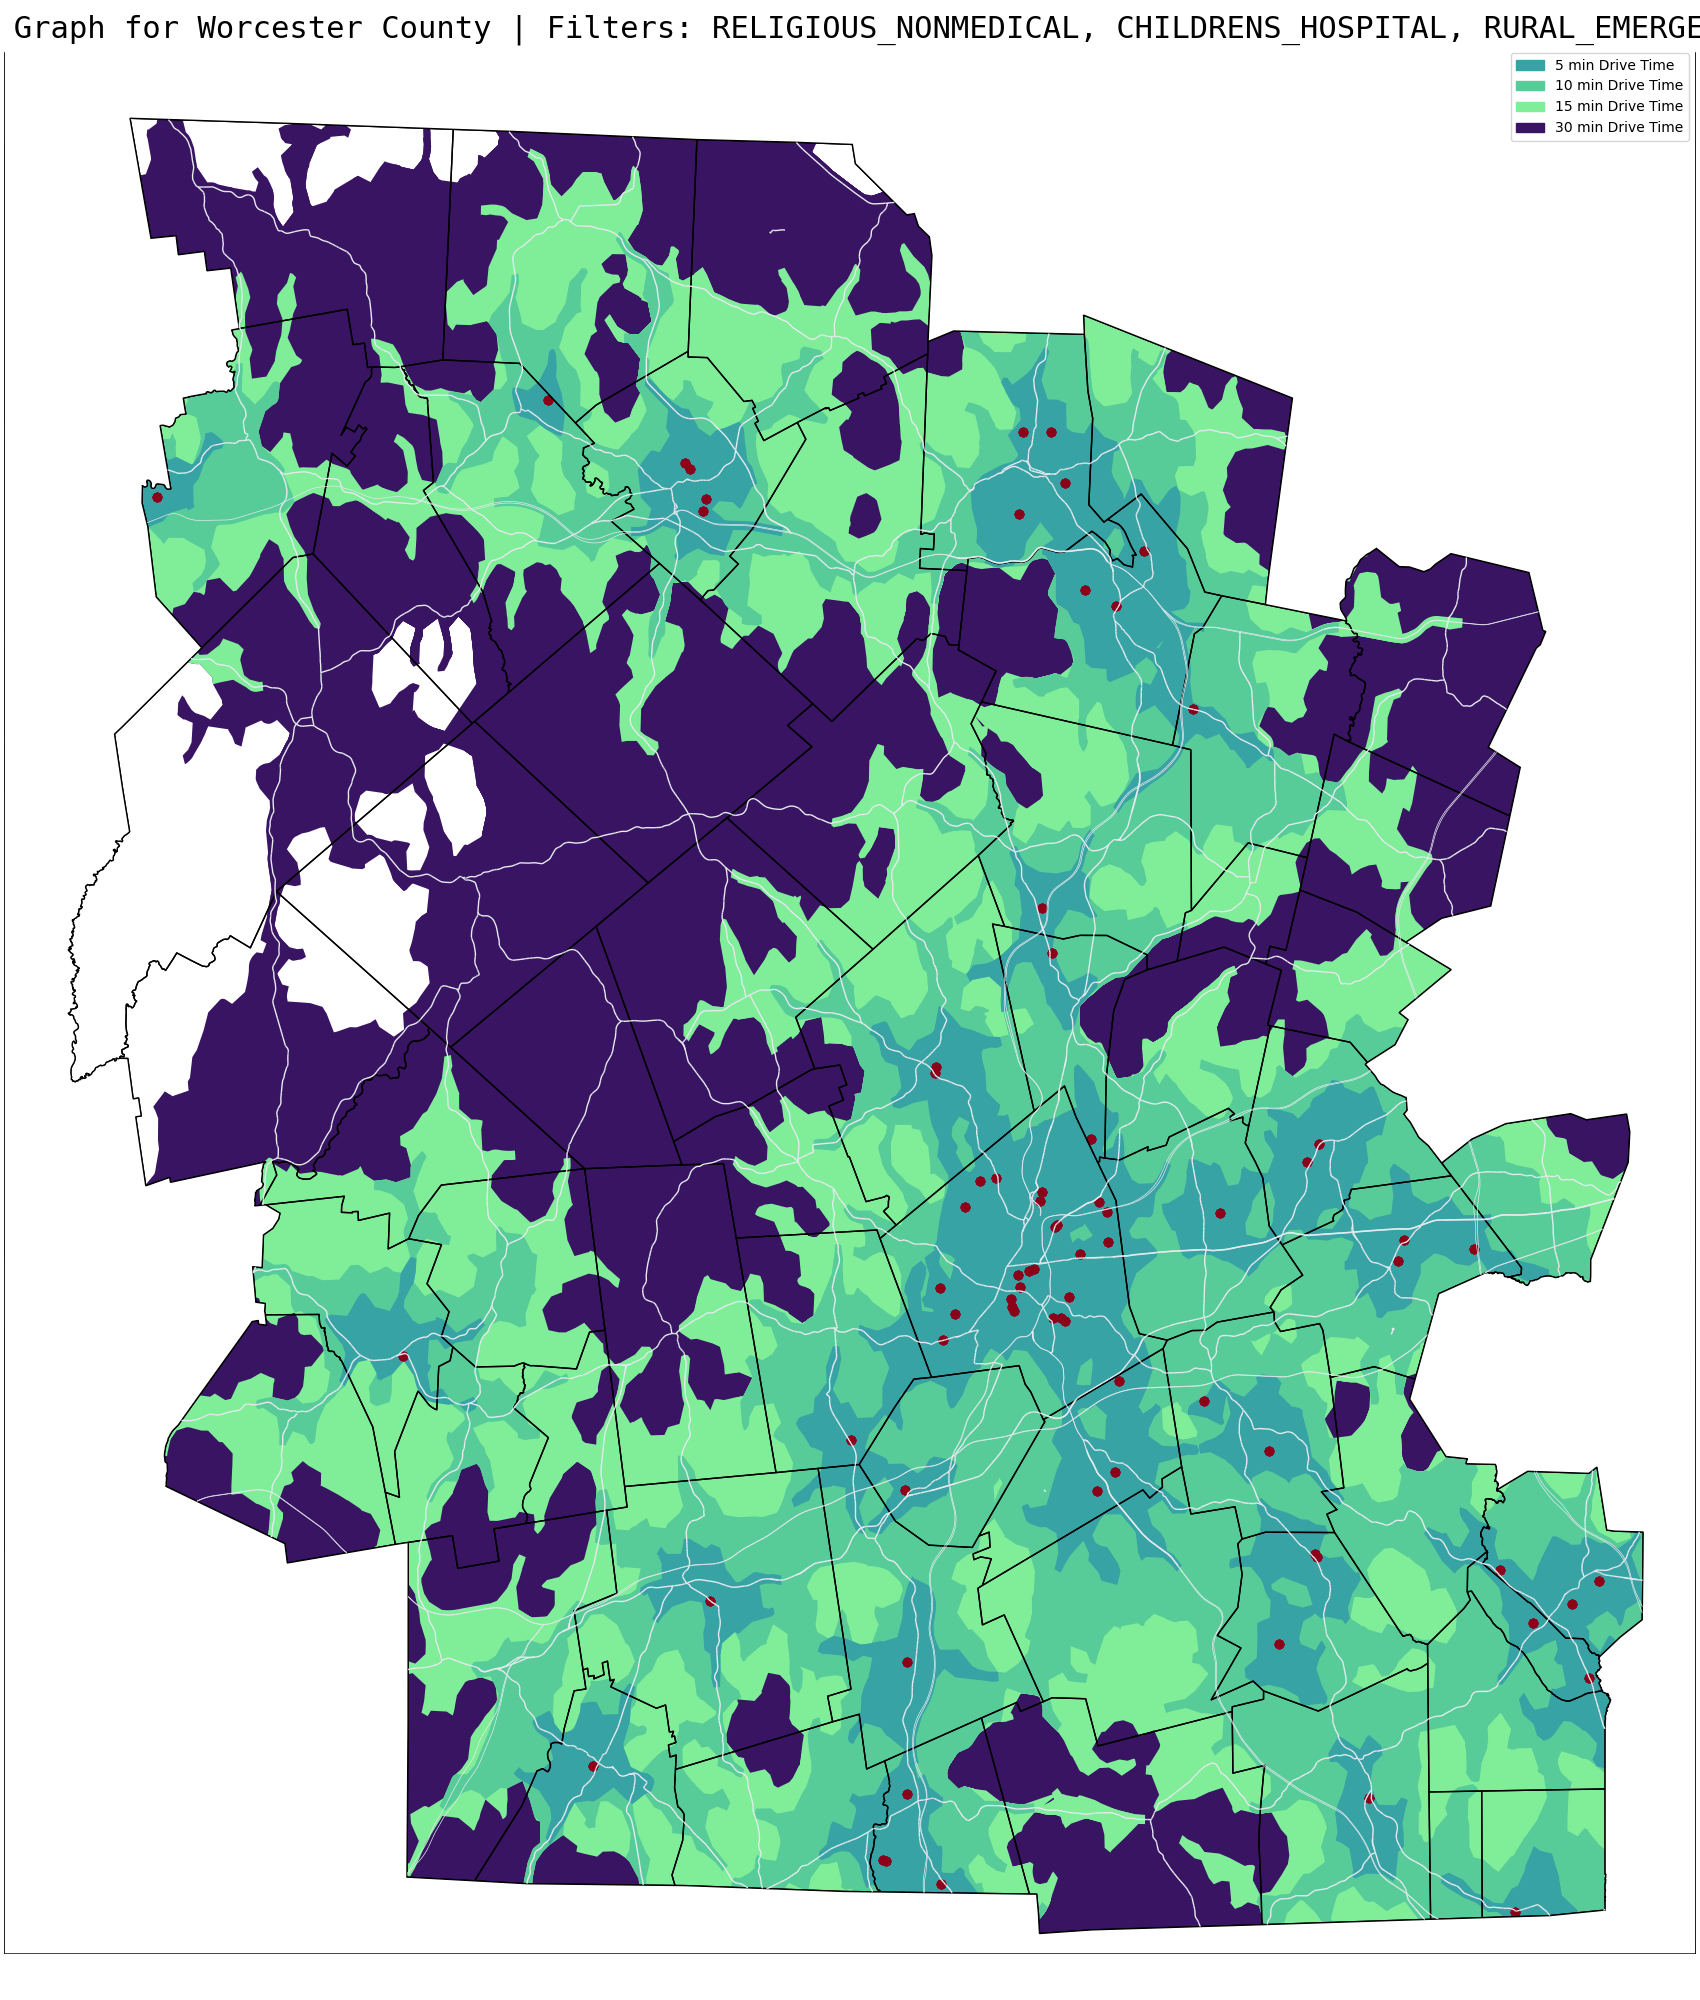 Graph for Worcester County | Filters: RELIGIOUS_NONMEDICAL, CHILDRENS_HOSPITAL, RURAL_EMERGE
5 min Drive Time
10 min Drive Time
15 min Drive Time
30 min Drive Time